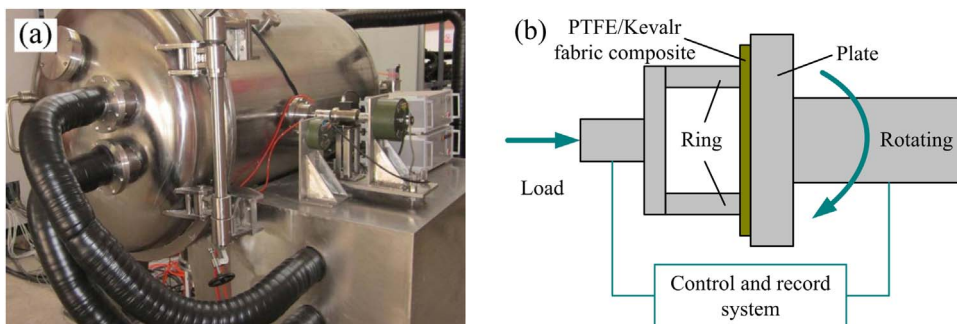 (a)
(b)
PTFE/Kevalr
fabric composite
Plate
Ring
Rotating
Load
Control and record
system